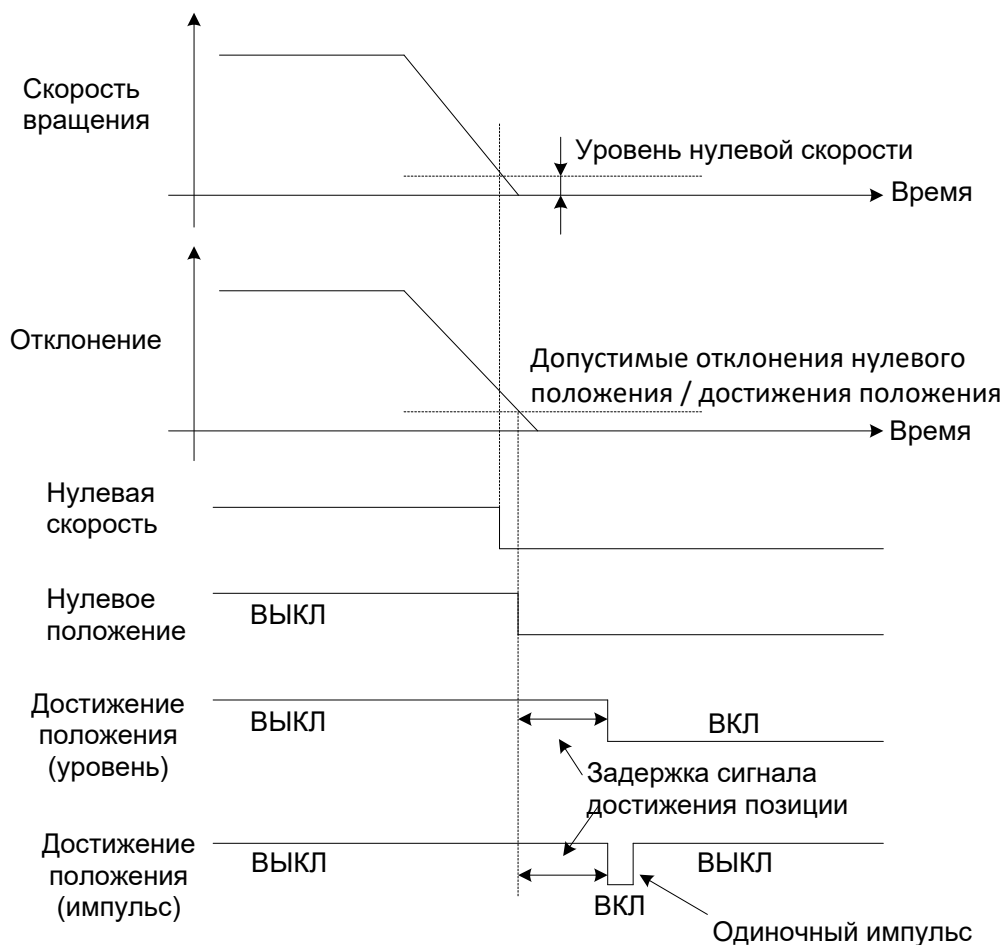 Скорость
вращения
Уровень нулевой скорости
Время
Отклонение
Допустимые отклонения нулевого
положения / достижения положения
Время
Нулевая
скорость
Нулевое
положение
ВЫКЛ
Достижение
положения
(уровень)
ВЫКЛ
ВКЛ
Задержка сигнала
достижения позиции
Достижение
положения
(импульс)
ВЫКЛ
ВЫКЛ
ВКЛ
Одиночный импульс